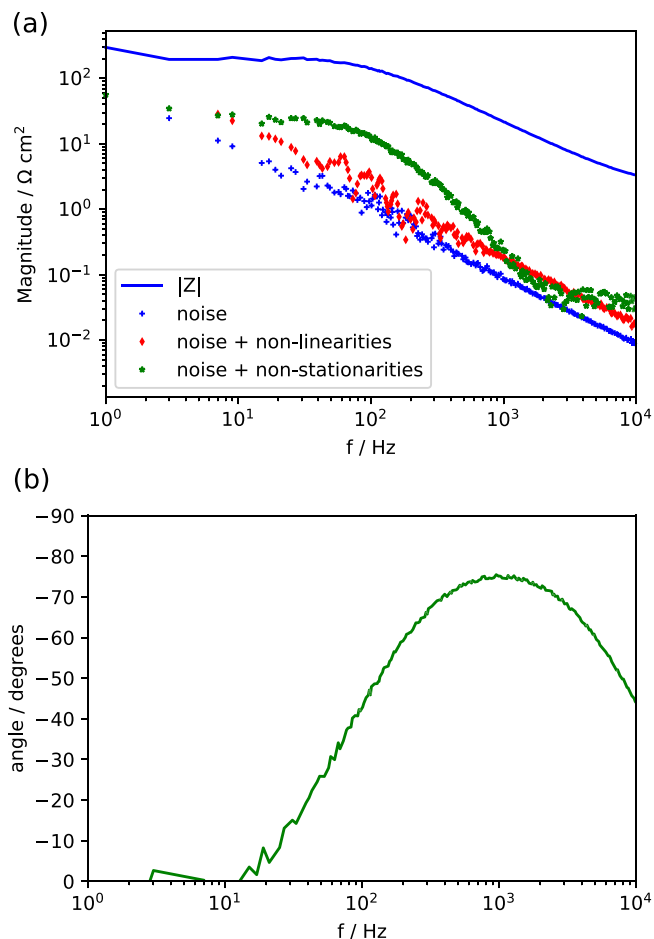 (a)
10²
10¹
10⁰
10⁻¹
10⁻²
Magnitude / Ω cm²
|Z|
noise
noise + non-linearities
noise + non-stationarities
10⁰ 10¹ 10² 10³ 10⁴
f / Hz
(b)
−90
−80
−70
−60
−50
−40
−30
−20
−10
0
angle / degrees
10⁰ 10¹ 10² 10³ 10⁴
f / Hz